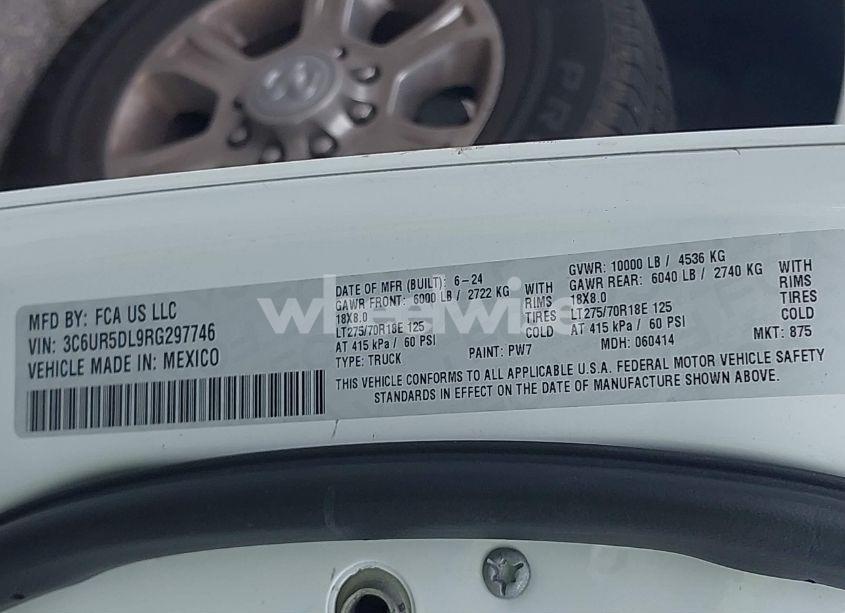 PR
MFD BY: FCA US LLC
VIN: 3C6UR5DL9RG297746
VEHICLE MADE IN: MEXICO
DATE OF MFR (BUILT): 6-24
GAWR FRONT: 6000 LB / 2722 KG WITH
18X8.0 RIMS
LT275/70R18E 125 TIRES
AT 415 kPa / 60 PSI COLD
TYPE: TRUCK PAINT: PW7
GVWR: 10000 LB / 4536 KG
GAWR REAR: 6040 LB / 2740 KG WITH
18X8.0 RIMS
LT275/70R18E 125 TIRES
AT 415 kPa / 60 PSI COLD
MDH: 060414 MKT: 875
THIS VEHICLE CONFORMS TO ALL APPLICABLE U.S.A. FEDERAL MOTOR VEHICLE SAFETY
STANDARDS IN EFFECT ON THE DATE OF MANUFACTURE SHOWN ABOVE.
wheelwise